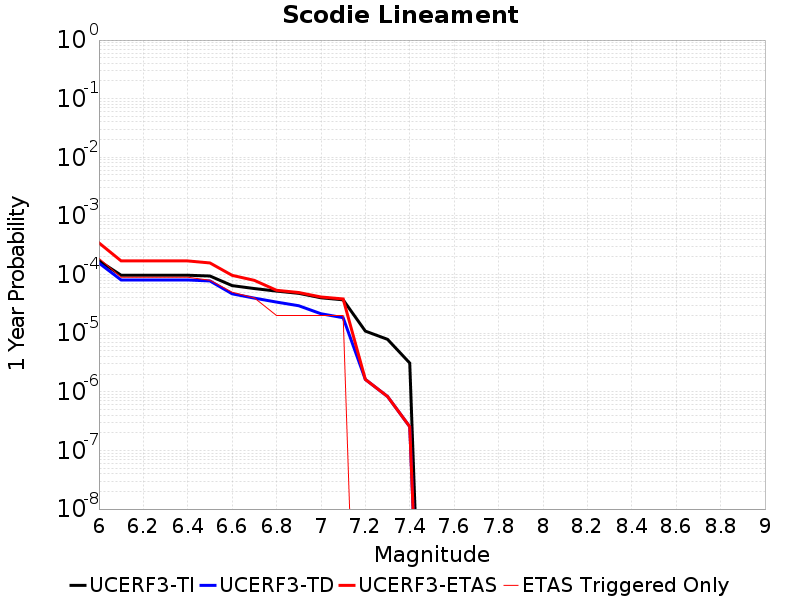 Scodie Lineament
10^0
10^-1
10^-2
10^-3
10^-4
10^-5
10^-6
10^-7
10^-8
1 Year Probability
6 6.2 6.4 6.6 6.8 7 7.2 7.4 7.6 7.8 8 8.2 8.4 8.6 8.8 9
Magnitude
UCERF3-TI UCERF3-TD UCERF3-ETAS ETAS Triggered Only